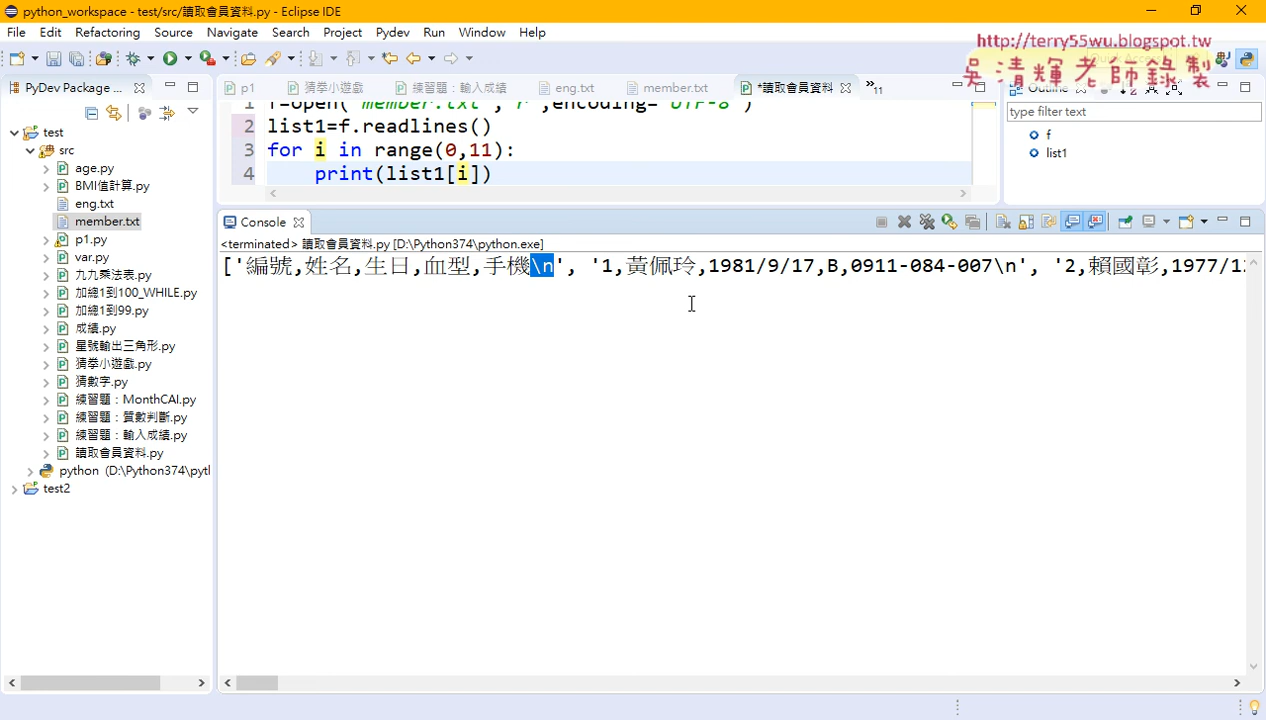 python_workspace - test/src/讀取會員資料.py - Eclipse IDE
File Edit Refactoring Source Navigate Search Project Pydev Run Window Help
http://terry55wu.blogspot.tw
吳清輝老師錄製
PyDev Package ...
p1 猜拳小遊戲 練習題：輸入成績 eng.txt member.txt *讀取會員資料 »11
Outline
type filter text
f
list1
test
src
age.py
BMI值計算.py
eng.txt
member.txt
p1.py
var.py
九九乘法表.py
加總1到100_WHILE.py
加總1到99.py
成績.py
星號輸出三角形.py
猜拳小遊戲.py
猜數字.py
練習題：MonthCAl.py
練習題：質數判斷.py
練習題：輸入成績.py
讀取會員資料.py
python (D:\Python374\pytl
test2
1 f=open("member.txt","r",encoding="UTF-8")
2 list1=f.readlines()
3 for i in range(0,11):
4 print(list1[i])
Console
<terminated> 讀取會員資料.py [D:\Python374\python.exe]
['編號,姓名,生日,血型,手機\n', '1,黃佩玲,1981/9/17,B,0911-084-007\n', '2,賴國彰,1977/12